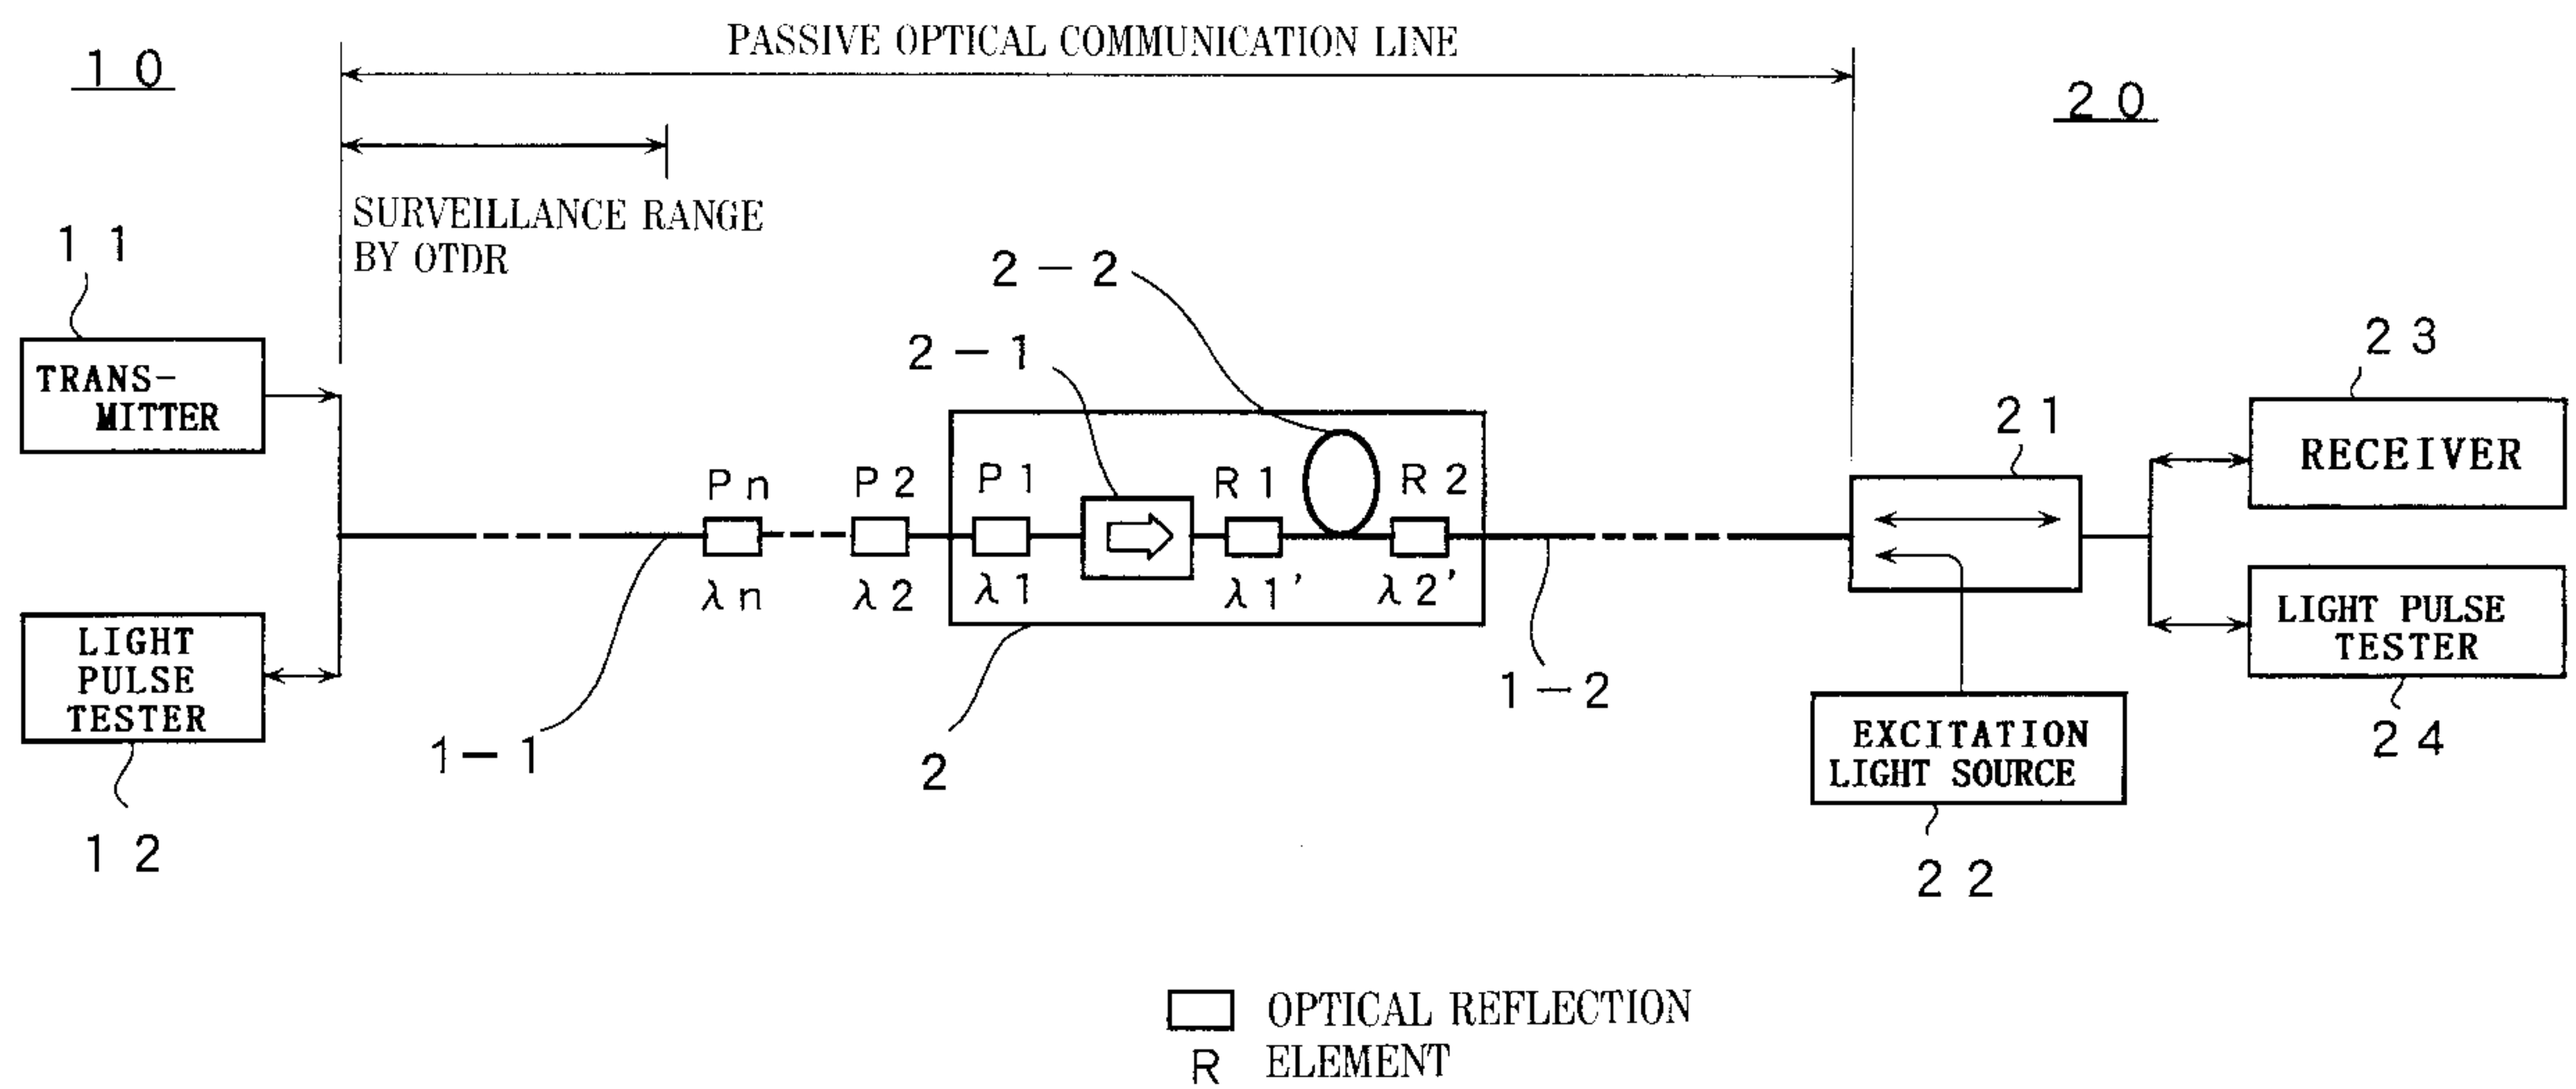 PASSIVE OPTICAL COMMUNICATION LINE
10
20
SURVEILLANCE RANGE
BY OTDR
11
TRANS-
MITTER
2-2
2-1
23
21
RECEIVER
Pn
P2
P1
R1
R2
λn
λ2
λ1
λ1'
λ2'
LIGHT
PULSE
TESTER
LIGHT PULSE
TESTER
1-1
2
1-2
EXCITATION
LIGHT SOURCE
24
12
22
OPTICAL REFLECTION
R ELEMENT